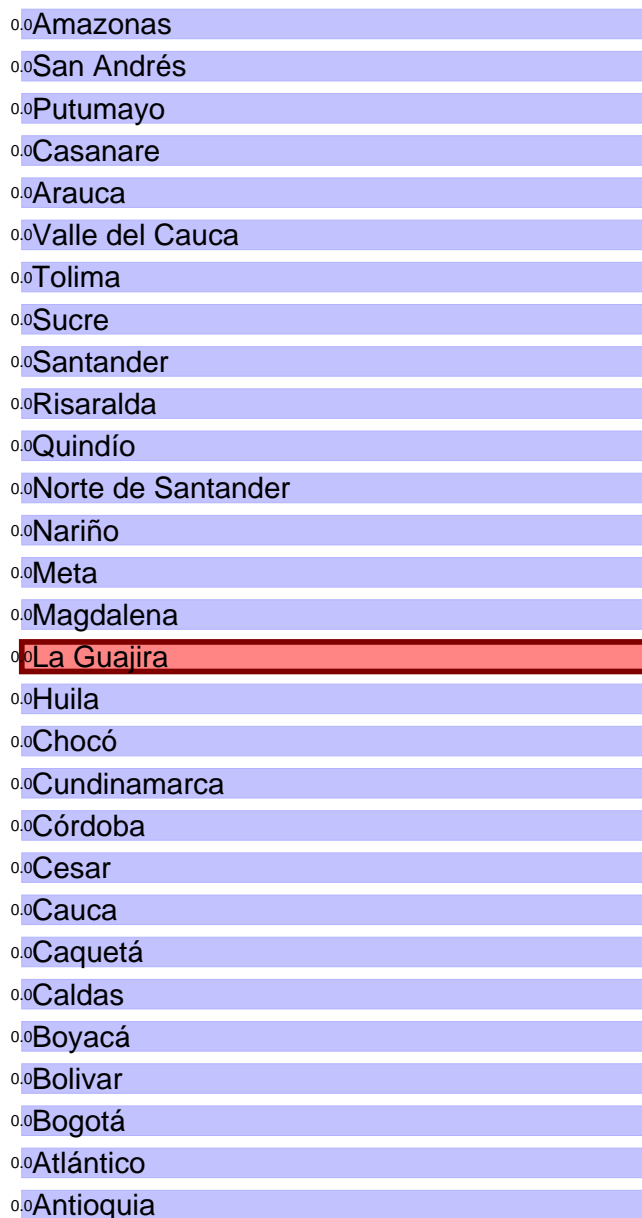 0.0Amazonas
0.0San Andrés
0.0Putumayo
0.0Casanare
0.0Arauca
0.0Valle del Cauca
0.0Tolima
0.0Sucre
0.0Santander
0.0Risaralda
0.0Quindío
0.0Norte de Santander
0.0Nariño
0.0Meta
0.0Magdalena
0.0La Guajira
0.0Huila
0.0Chocó
0.0Cundinamarca
0.0Córdoba
0.0Cesar
0.0Cauca
0.0Caquetá
0.0Caldas
0.0Boyacá
0.0Bolivar
0.0Bogotá
0.0Atlántico
0.0Antioquia